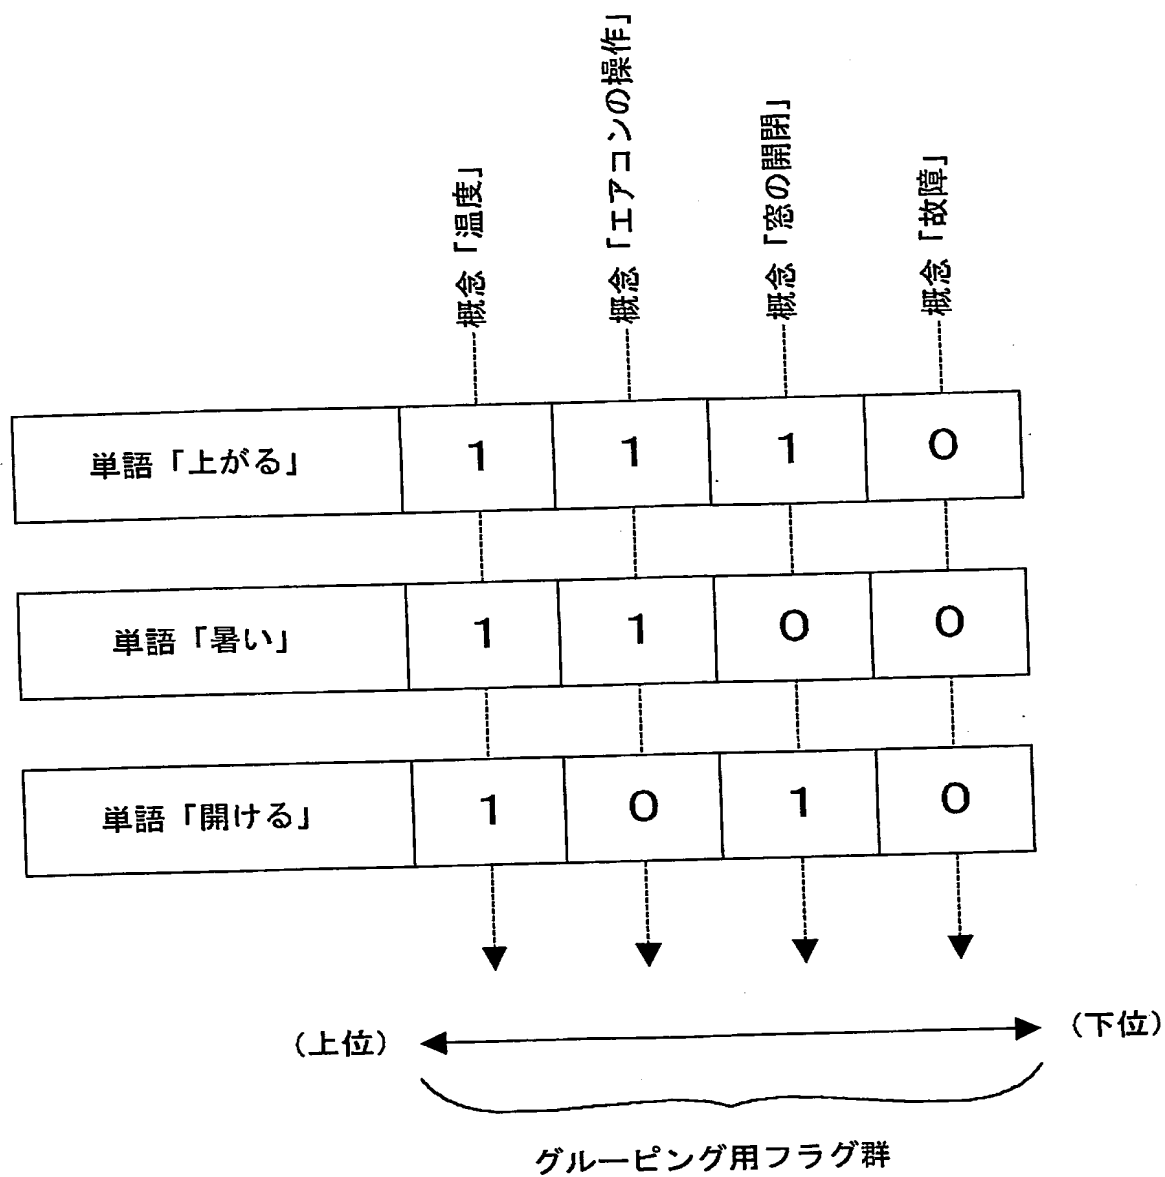 概念「温度」
概念「エアコンの操作」
概念「窓の開閉」
概念「故障」
単語「上がる」 1 1 1 0
単語「暑い」 1 1 0 0
単語「開ける」 1 0 1 0
（上位） （下位）
グルーピング用フラグ群